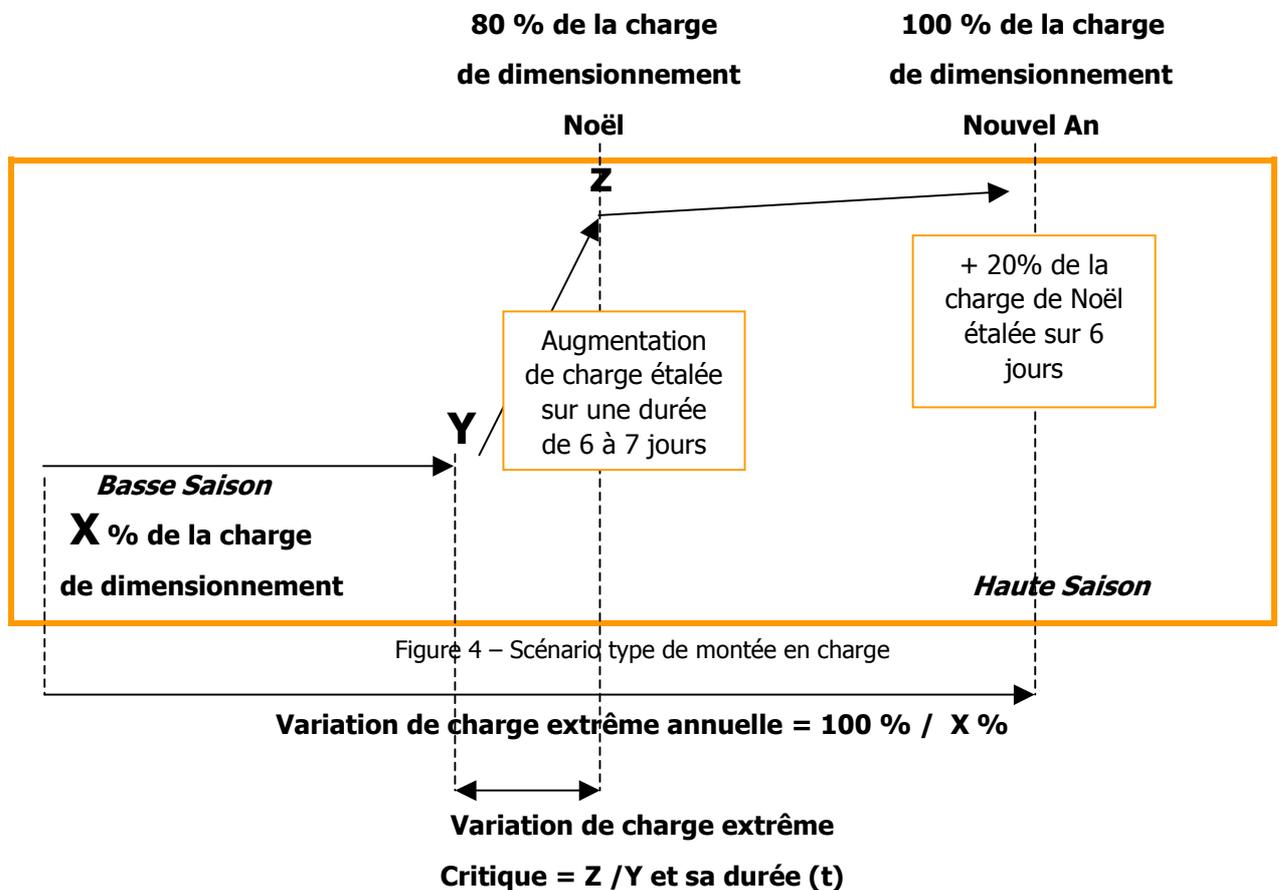 80 % de la charge
de dimensionnement
Noël
100 % de la charge
de dimensionnement
Nouvel An
Z
+ 20% de la
charge de Noël
étalée sur 6
jours
Augmentation
de charge étalée
sur une durée
de 6 à 7 jours
Y
Basse Saison
X % de la charge
de dimensionnement
Haute Saison
Figure 4 – Scénario type de montée en charge
Variation de charge extrême annuelle = 100 % / X %
Variation de charge extrême
Critique = Z /Y et sa durée (t)